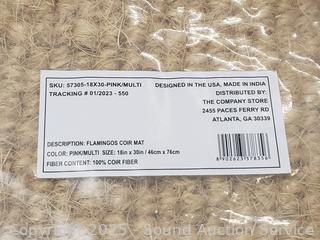 SKU: 57305-18X30-PINK/MULTI
TRACKING # 01/2023 - 550
DESIGNED IN THE USA, MADE IN INDIA
DISTRIBUTED BY:
THE COMPANY STORE
2455 PACES FERRY RD
ATLANTA, GA 30339
DESCRIPTION: FLAMINGOS COIR MAT
COLOR: PINK/MULTI SIZE: 18in x 30in / 46cm x 76cm
FIBER CONTENT: 100% COIR FIBER
8902623378556
Copyright 2025 - Sound Auction Service